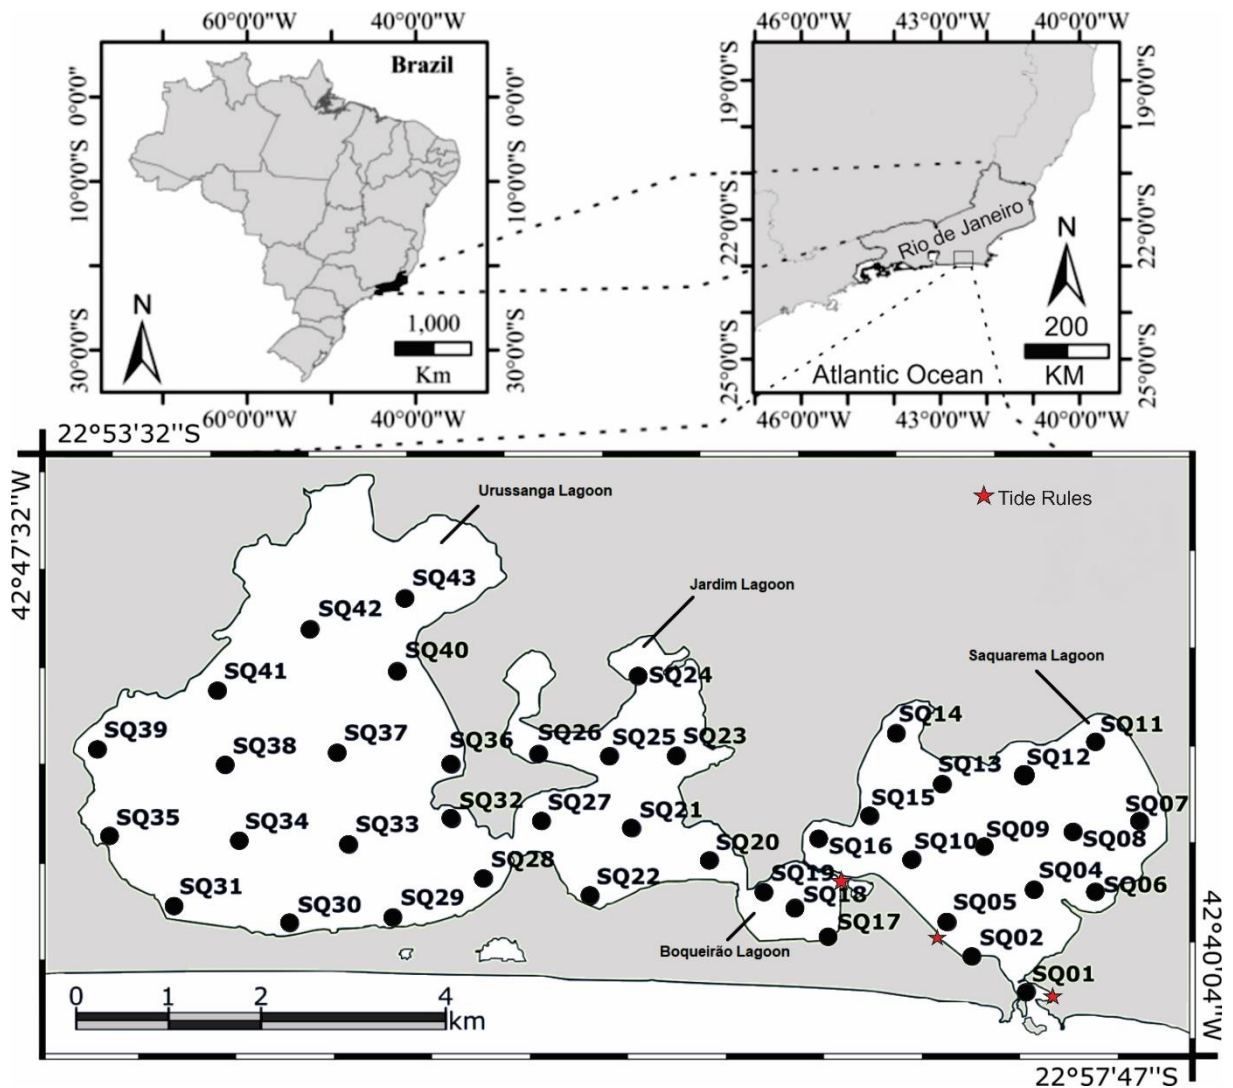 60°0'0"W 40°0'0"W
46°0'0"W 43°0'0"W 40°0'0"W
Brazil
0°0'0"
10°0'0"S
30°0'0"S
0°0'0"
10°0'0"S
30°0'0"S
N
1,000
Km
60°0'0"W 40°0'0"W
19°0'0"S
22°0'0"S
25°0'0"S
19°0'0"S
22°0'0"S
25°0'0"S
Rio de Janeiro
N
200
KM
Atlantic Ocean
46°0'0"W 43°0'0"W 40°0'0"W
22°53'32''S
42°47'32''W
Urussanga Lagoon
Tide Rules
Jardim Lagoon
Saquarema Lagoon
SQ43
SQ42
SQ40
SQ41
SQ24
SQ39
SQ38
SQ37
SQ36
SQ26
SQ25
SQ23
SQ14
SQ11
SQ13
SQ12
SQ35
SQ34
SQ33
SQ32
SQ27
SQ21
SQ15
SQ07
SQ16
SQ10
SQ09
SQ08
SQ20
SQ28
SQ22
SQ19
SQ18
SQ04
SQ06
SQ31
SQ30
SQ29
SQ17
SQ05
SQ02
Boqueirão Lagoon
SQ01
0 1 2 4
km
42°40'04''W
22°57'47''S